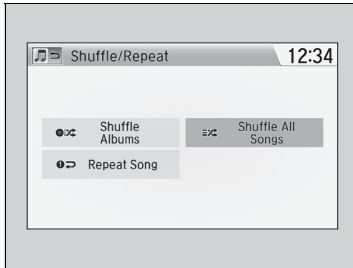 Shuffle/Repeat
12:34
Shuffle
Albums
Shuffle All
Songs
Repeat Song